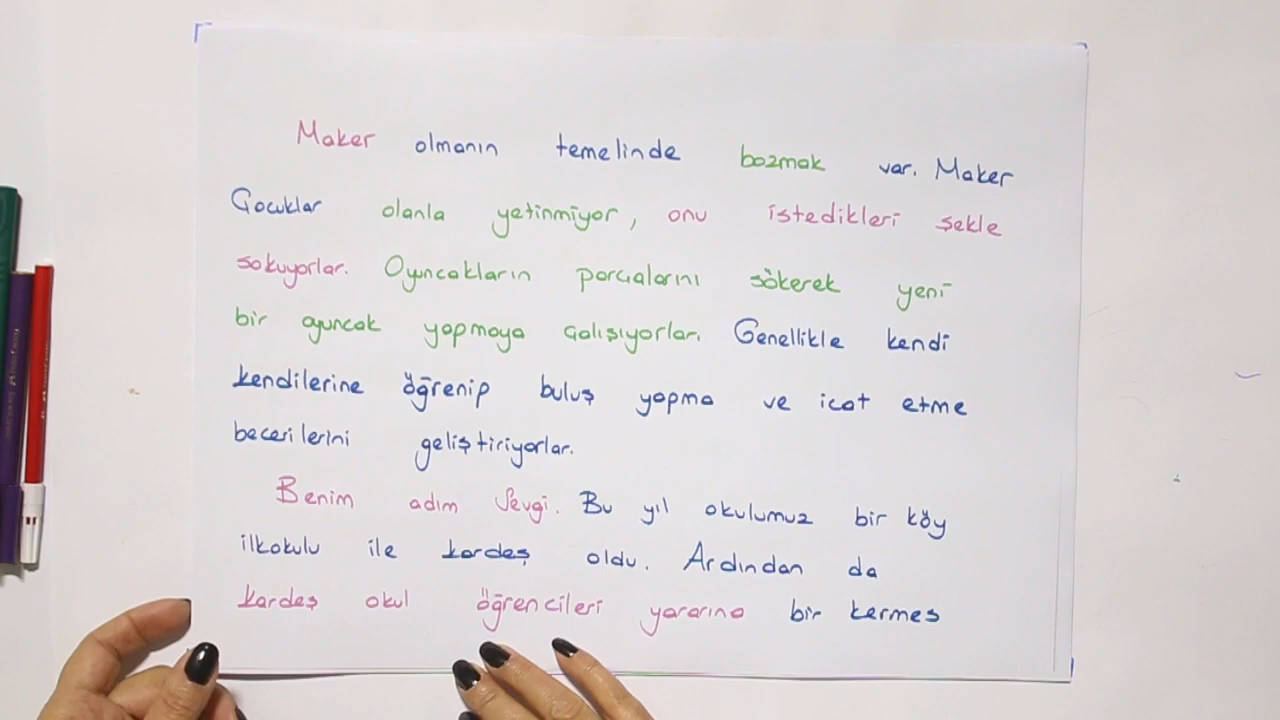 Maker olmanın temelinde bozmak var. Maker
Çocuklar olanla yetinmiyor, onu istedikleri şekle
sokuyorlar. Oyuncakların parçalarını sökerek yeni
bir oyuncak yapmaya çalışıyorlar. Genellikle kendi
kendilerine öğrenip buluş yapma ve icat etme
becerilerini geliştiriyorlar.
Benim adım Sevgi. Bu yıl okulumuz bir köy
ilkokulu ile kardeş oldu. Ardından da
kardeş okul öğrencileri yararına bir kermes